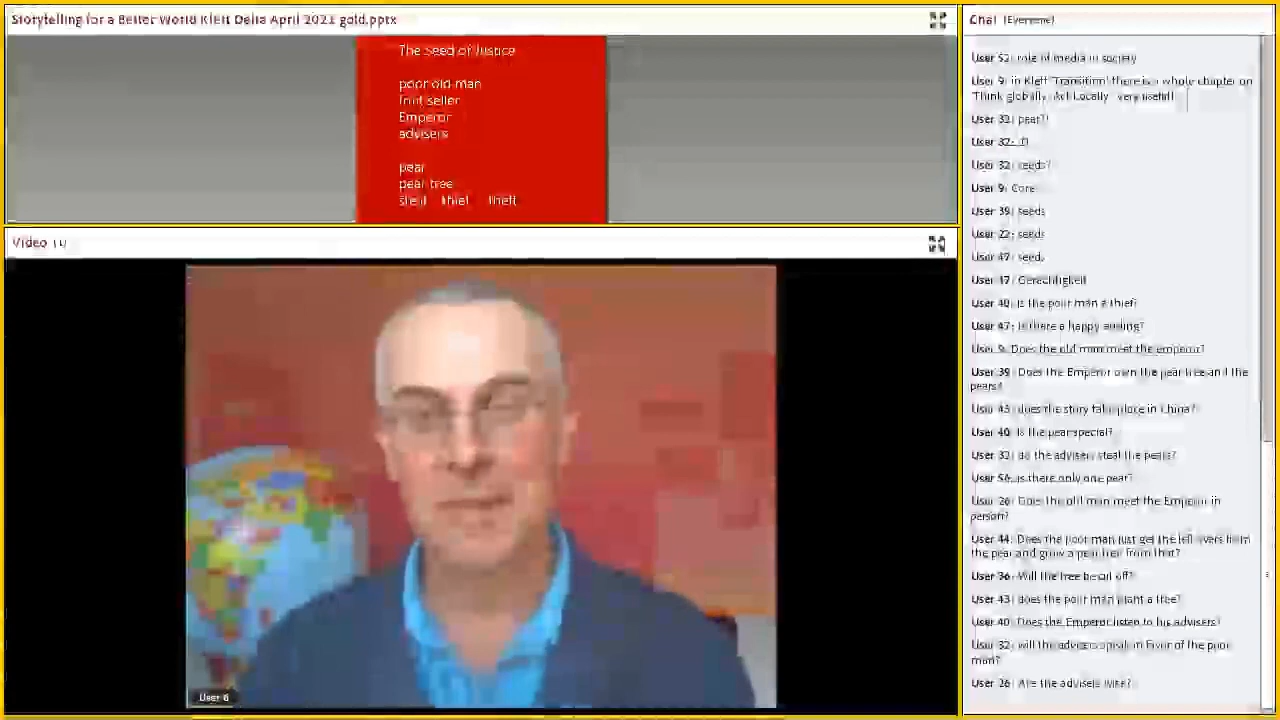 Storytelling for a Better World Klett Delta April 2021 gold.pptx
The Seed of Justice
poor old man
fruit seller
Emperor
advisers
pear
pear tree
steal thief theft
Video (1)
User 6
Chat (Everyone)
User 52: role of media in society
User 9: in Klett 'Transition' there is a whole chapter on
'Think globally - Act Locally' very useful!
User 32: pear?!
User 32:
User 32: seeds?
User 9: Core
User 39: seeds
User 22: seeds
User 47: seeds
User 17: Gerechtigkeit
User 40: Is the poor man a thief?
User 47: Is there a happy ending?
User 9: Does the old man meet the emperor?
User 39: Does the Emperor own the pear tree and the
pears?
User 43: does the story take place in China?
User 40: Is the pear special?
User 32: do the advisers steal the pears?
User 56: is there only one pear?
User 26: Does the old man meet the Emperor in
person?
User 44: Does the poor man just get the left overs from
the pear and grow a pear tree from that?
User 36: Will the tree be cut off?
User 43: does the poor man plant a tree?
User 40: Does the Emperor listen to his advisers?
User 32: will the advisers speak in favor of the poor
man?
User 26: Are the advisers wise?